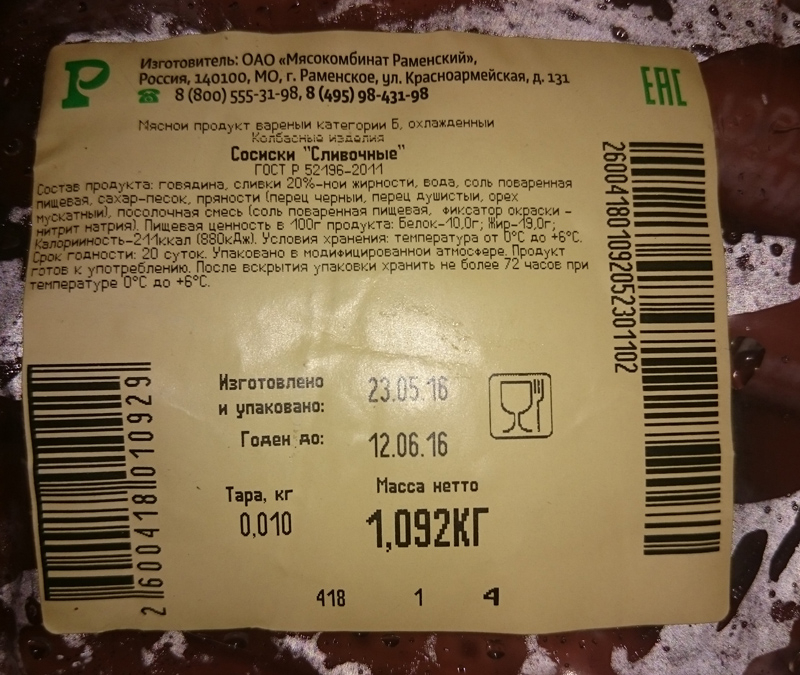 Р
Изготовитель: ОАО «Мясокомбинат Раменский»,
Россия, 140100, МО, г. Раменское, ул. Красноармейская, д. 131
8 (800) 555-31-98, 8 (495) 98-431-98
EAC
Мясной продукт вареный категории Б, охлажденный
Колбасные изделия
Сосиски "Сливочные"
ГОСТ Р 52196-2011
Состав продукта: говядина, сливки 20%-ной жирности, вода, соль поваренная
пищевая, сахар-песок, пряности (перец черный, перец душистый, орех
мускатный), посолочная смесь (соль поваренная пищевая, фиксатор окраски –
нитрит натрия). Пищевая ценность в 100г продукта: Белок-10,0г; Жир-19,0г;
Калорийность-211ккал (880кДж). Условия хранения: температура от 0°С до +6°С.
Срок годности: 20 суток. Упаковано в модифицированной атмосфере. Продукт
готов к употреблению. После вскрытия упаковки хранить не более 72 часов при
температуре 0°С до +6°С.
260041801092052301102
2600418010929
Изготовлено
и упаковано:
23.05.16
Годен до:
12.06.16
Тара, кг
0,010
Масса нетто
1,092КГ
418 1 4